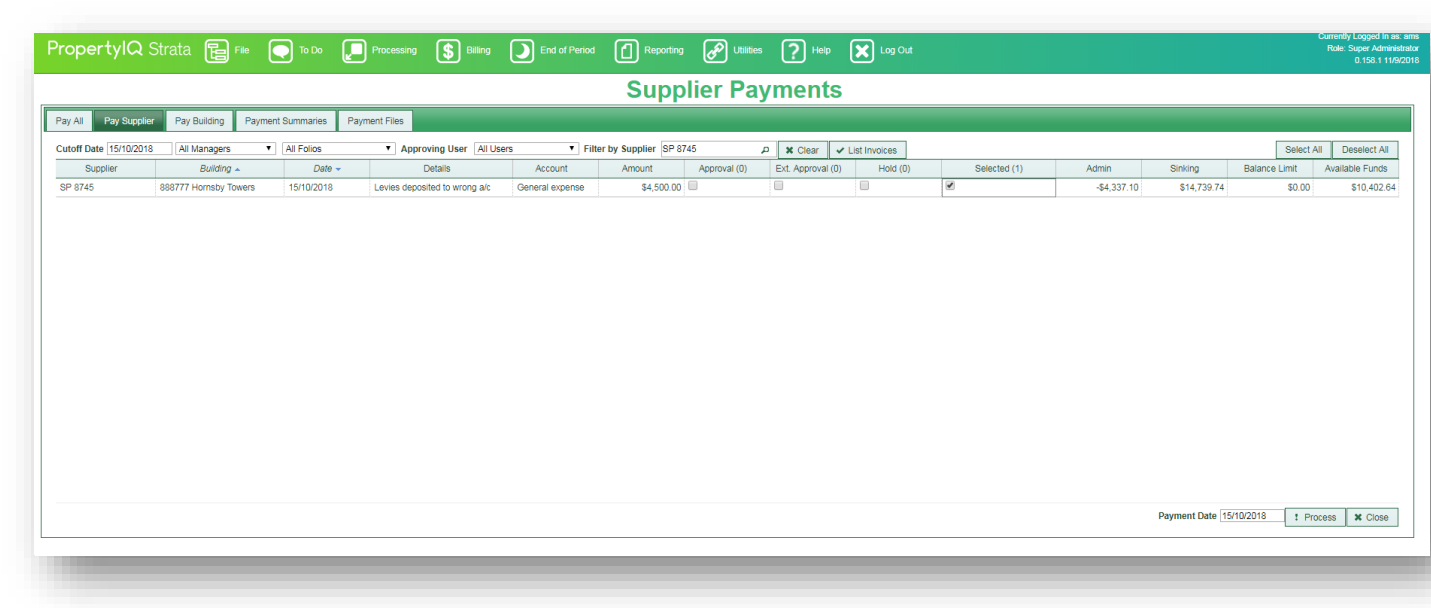 Currently Logged In as: ams
PropertyIQ Strata File To Do Processing $ Billing End of Period Reporting Utilities ? Help Log Out
Role: Super Administrator
0.158.1 11/9/2018
Supplier Payments
Pay All Pay Supplier Pay Building Payment Summaries Payment Files
Cutoff Date 15/10/2018 All Managers All Folios Approving User All Users Filter by Supplier SP 8745 Clear List Invoices Select All Deselect All
Supplier Building Date Details Account Amount Approval (0) Ext. Approval (0) Hold (0) Selected (1) Admin Sinking Balance Limit Available Funds
SP 8745 888777 Hornsby Towers 15/10/2018 Levies deposited to wrong a/c General expense $4,500.00 -$4,337.10 $14,739.74 $0.00 $10,402.64
Payment Date 15/10/2018 ! Process Close